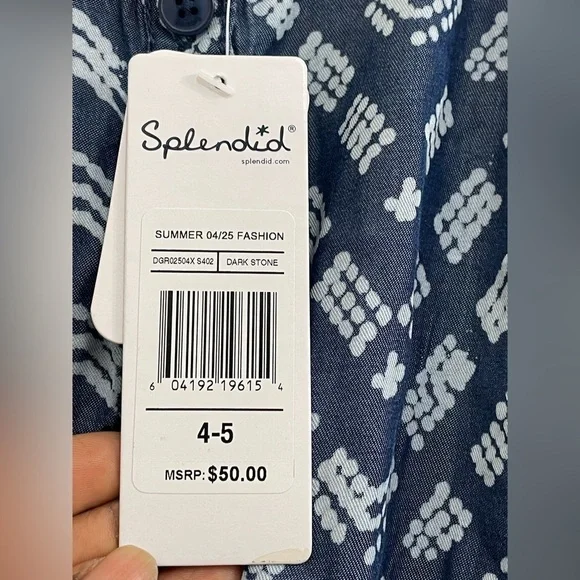 Splendid®
splendid.com
SUMMER 04/25 FASHION
DGR02504X S402 DARK STONE
6 04192 19615 4
4-5
MSRP: $50.00